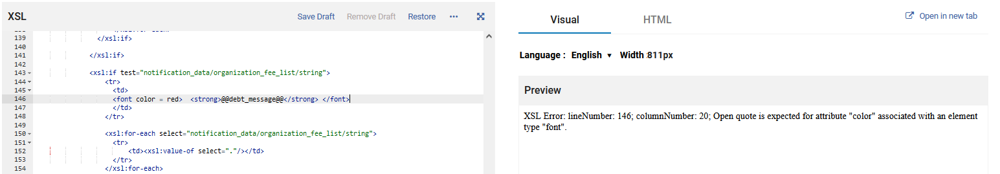 XSL
Save Draft Remove Draft Restore ···
139 </xsl:if>
140
141 </xsl:if>
142
143 <xsl:if test="notification_data/organization_fee_list/string">
144 <tr>
145 <td>
146 <font color = red> <strong>@@debt_message@@</strong> </font>
147 </td>
148 </tr>
149
150 <xsl:for-each select="notification_data/organization_fee_list/string">
151 <tr>
152 <td><xsl:value-of select="."/></td>
153 </tr>
154 </xsl:for-each>
Visual HTML Open in new tab
Language : English ▾ Width :811px
Preview
XSL Error: lineNumber: 146; columnNumber: 20; Open quote is expected for attribute "color" associated with an element
type "font".